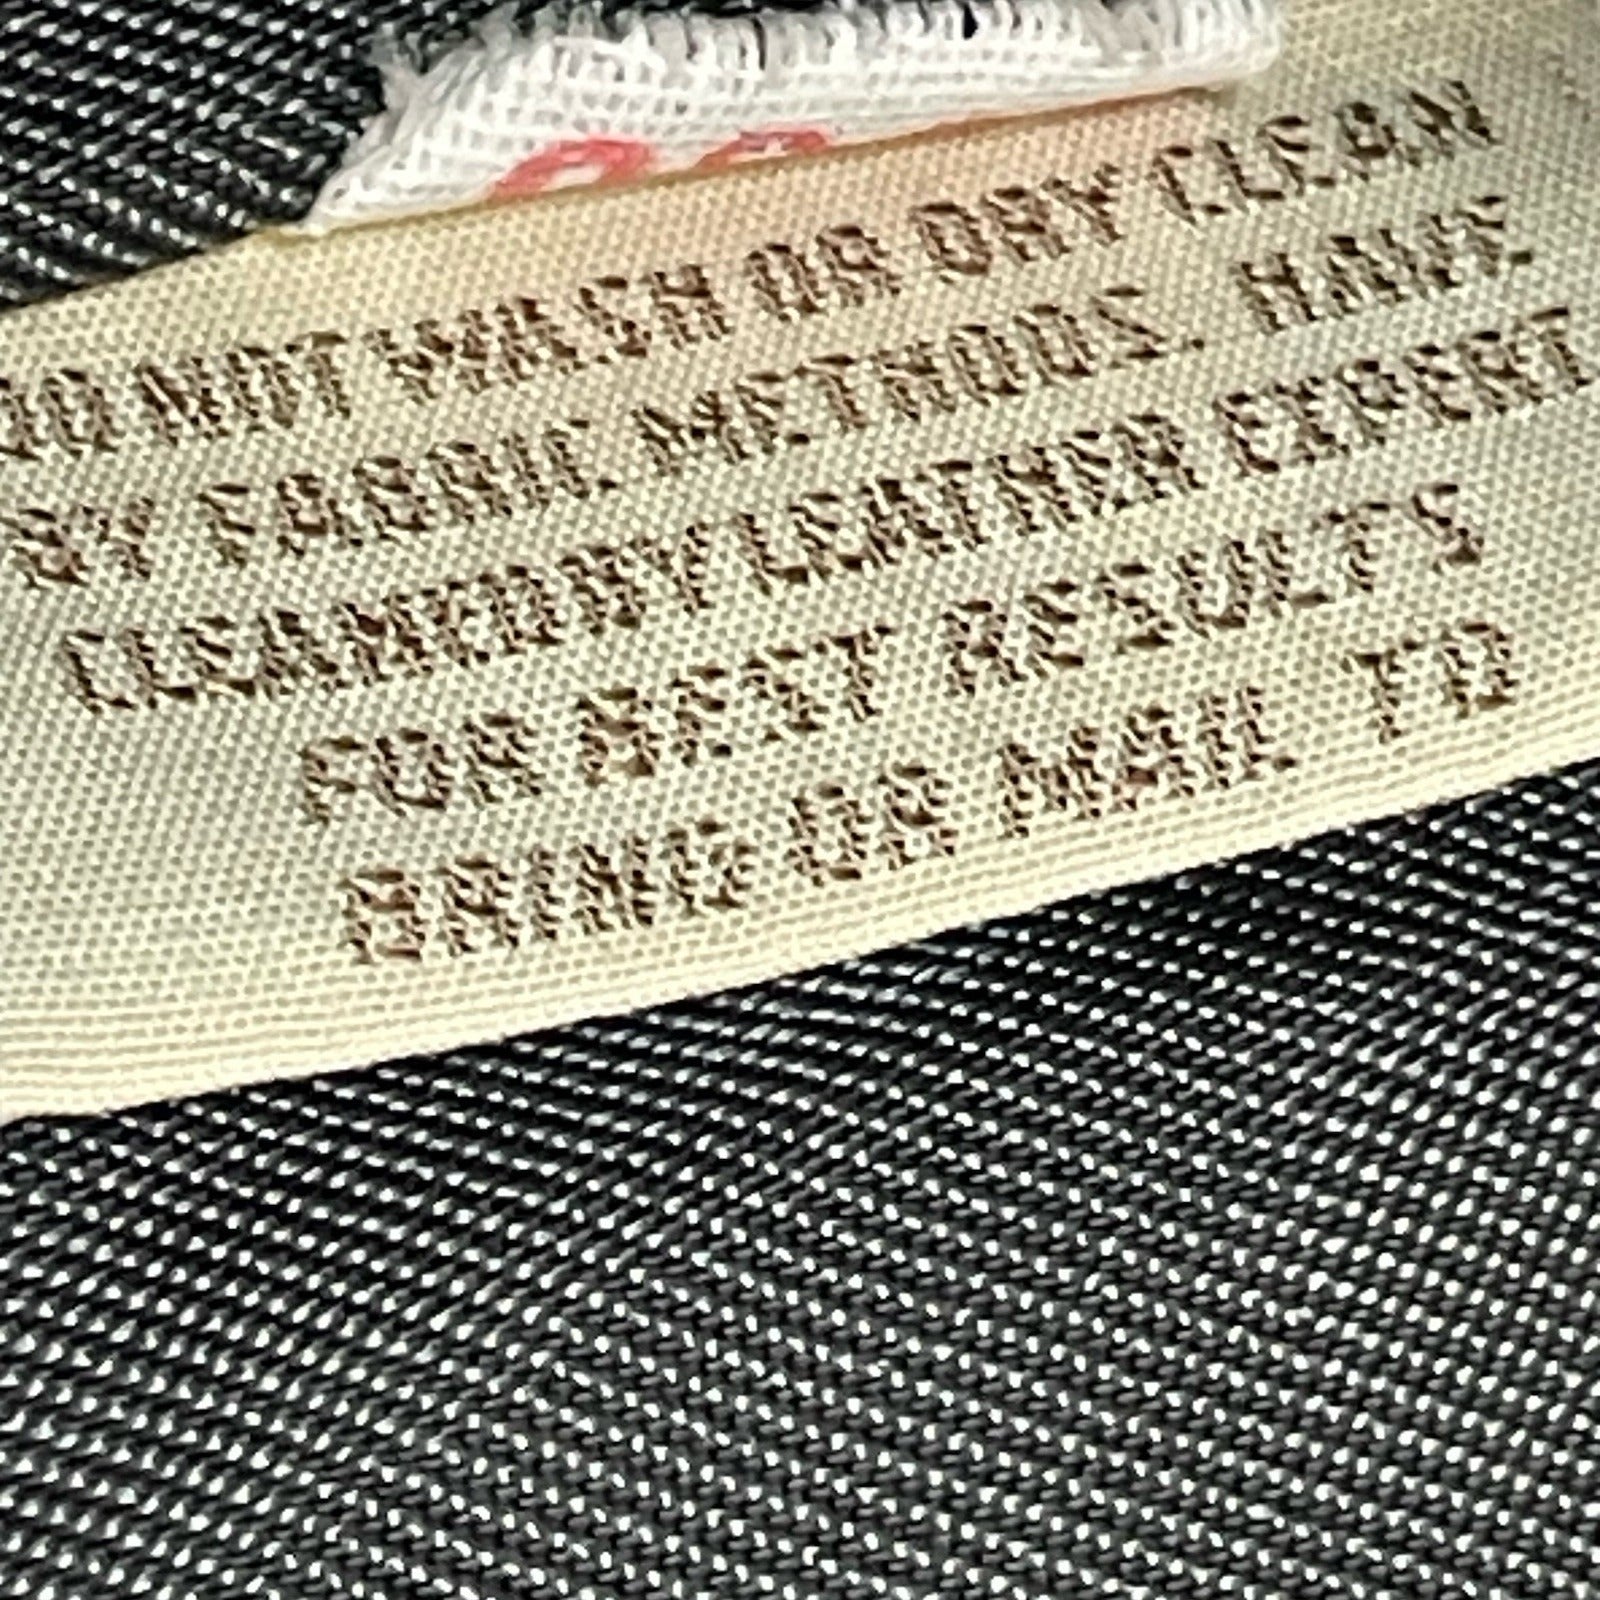 DO NOT WASH OR DRY CLEAN
BY FABRIC METHODS. HAVE
CLEANED BY LEATHER EXPERT
FOR BEST RESULTS
BRING OR MAIL TO